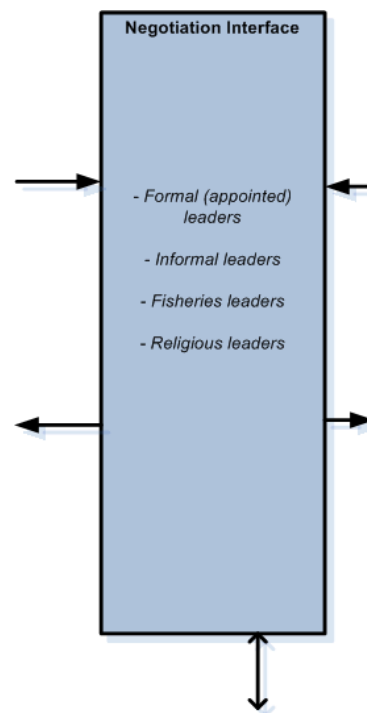 Negotiation Interface
- Formal (appointed)
leaders
- Informal leaders
- Fisheries leaders
- Religious leaders